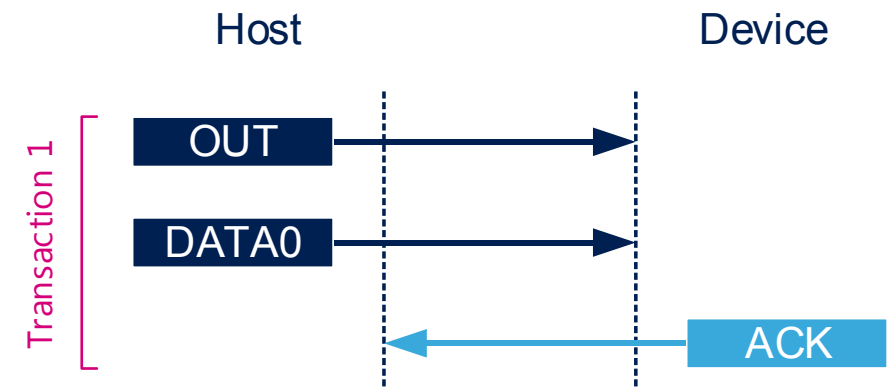 Host
Device
Transaction 1
OUT
DATA0
ACK